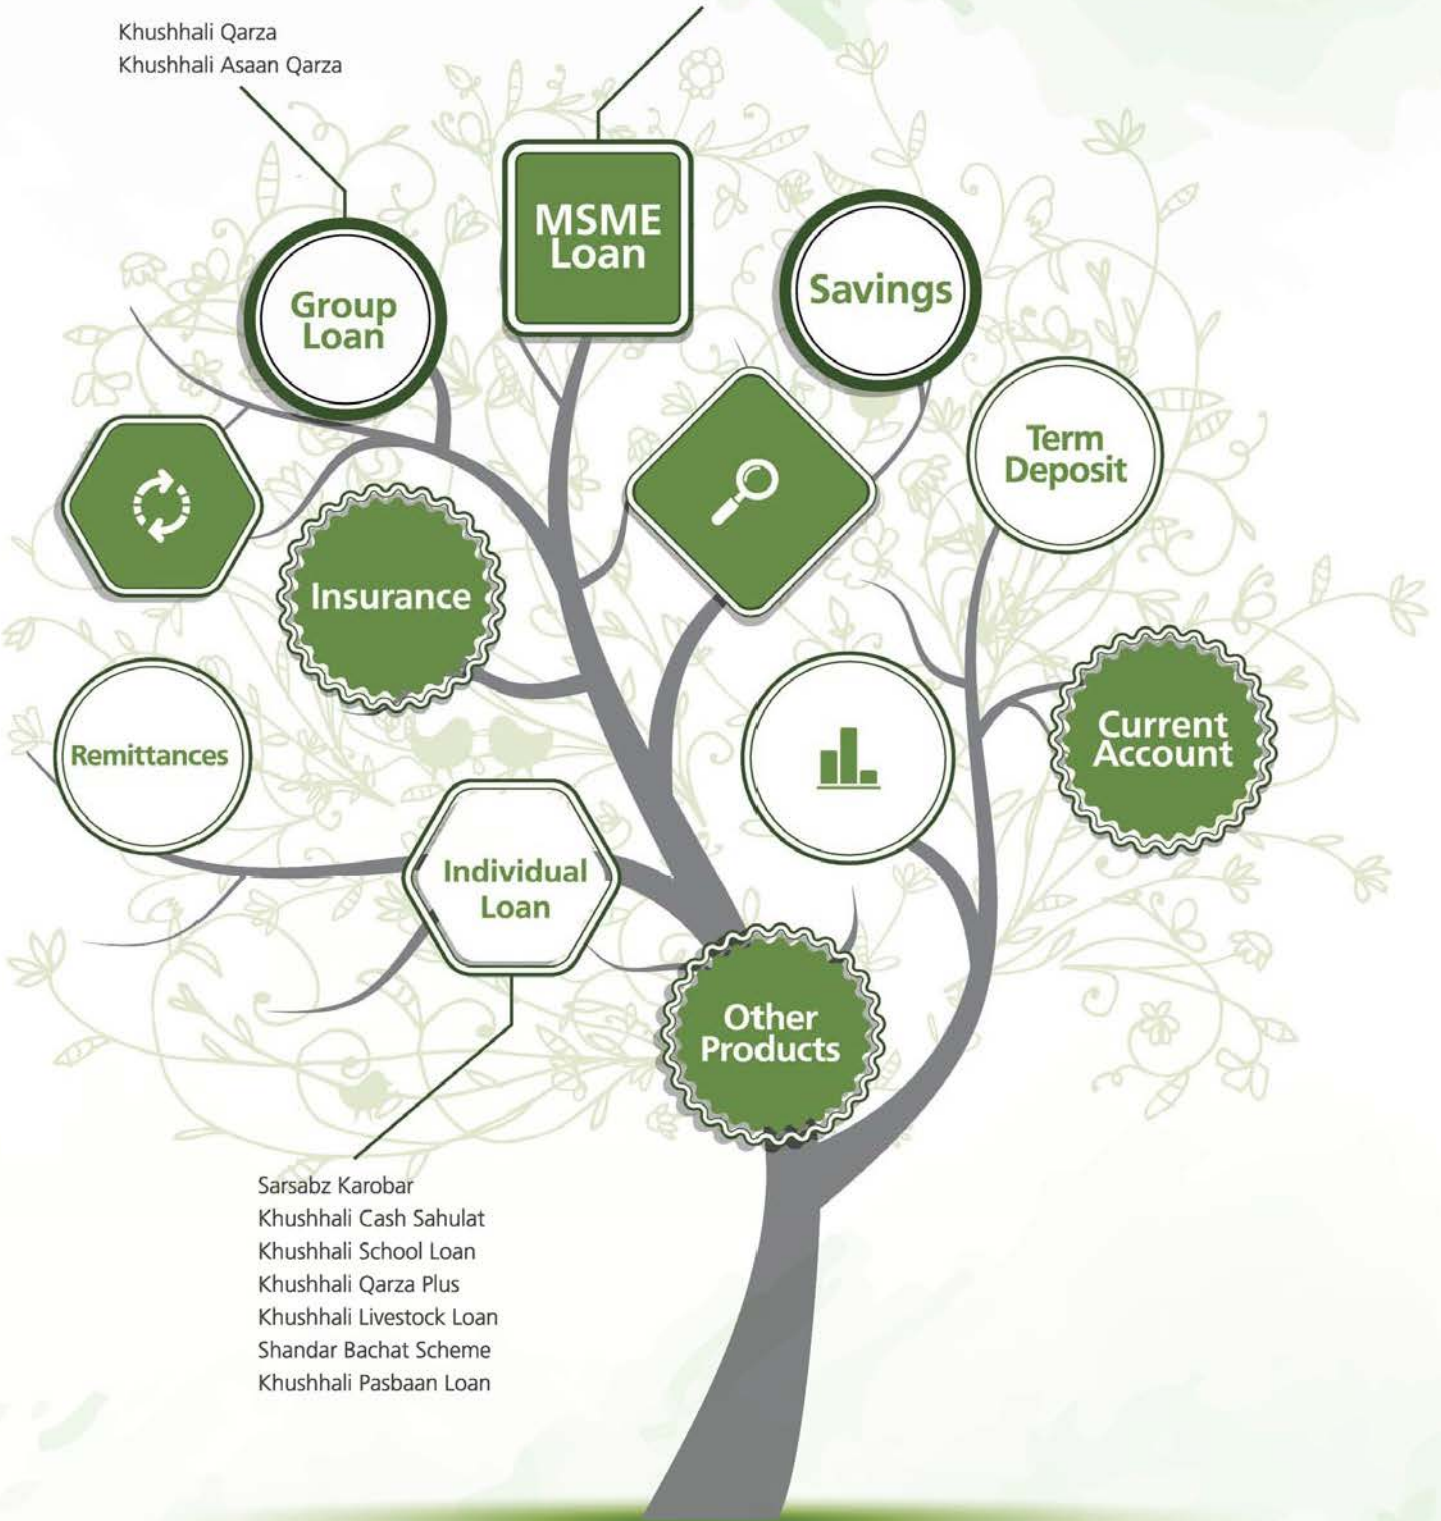 Khushhali Qarza
Khushhali Asaan Qarza
MSME
Loan
Savings
Group
Loan
Term
Deposit
Insurance
Current
Account
Remittances
Individual
Loan
Other
Products
Sarsabz Karobar
Khushhali Cash Sahulat
Khushhali School Loan
Khushhali Qarza Plus
Khushhali Livestock Loan
Shandar Bachat Scheme
Khushhali Pasbaan Loan